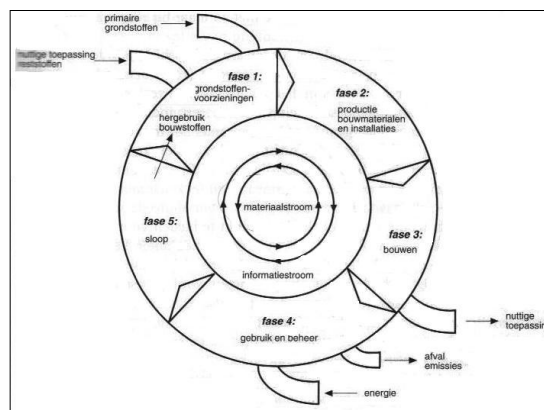 primaire
grondstoffen
nuttige toepassing
reststoffen
fase 1:
grondstoffen-
voorzieningen
hergebruik
bouwstoffen
fase 2:
productie
bouwmaterialen
en installaties
fase 5:
sloop
materiaalstroom
informatiestroom
fase 3:
bouwen
fase 4:
gebruik en beheer
nuttige
toepassin
afval
emissies
energie